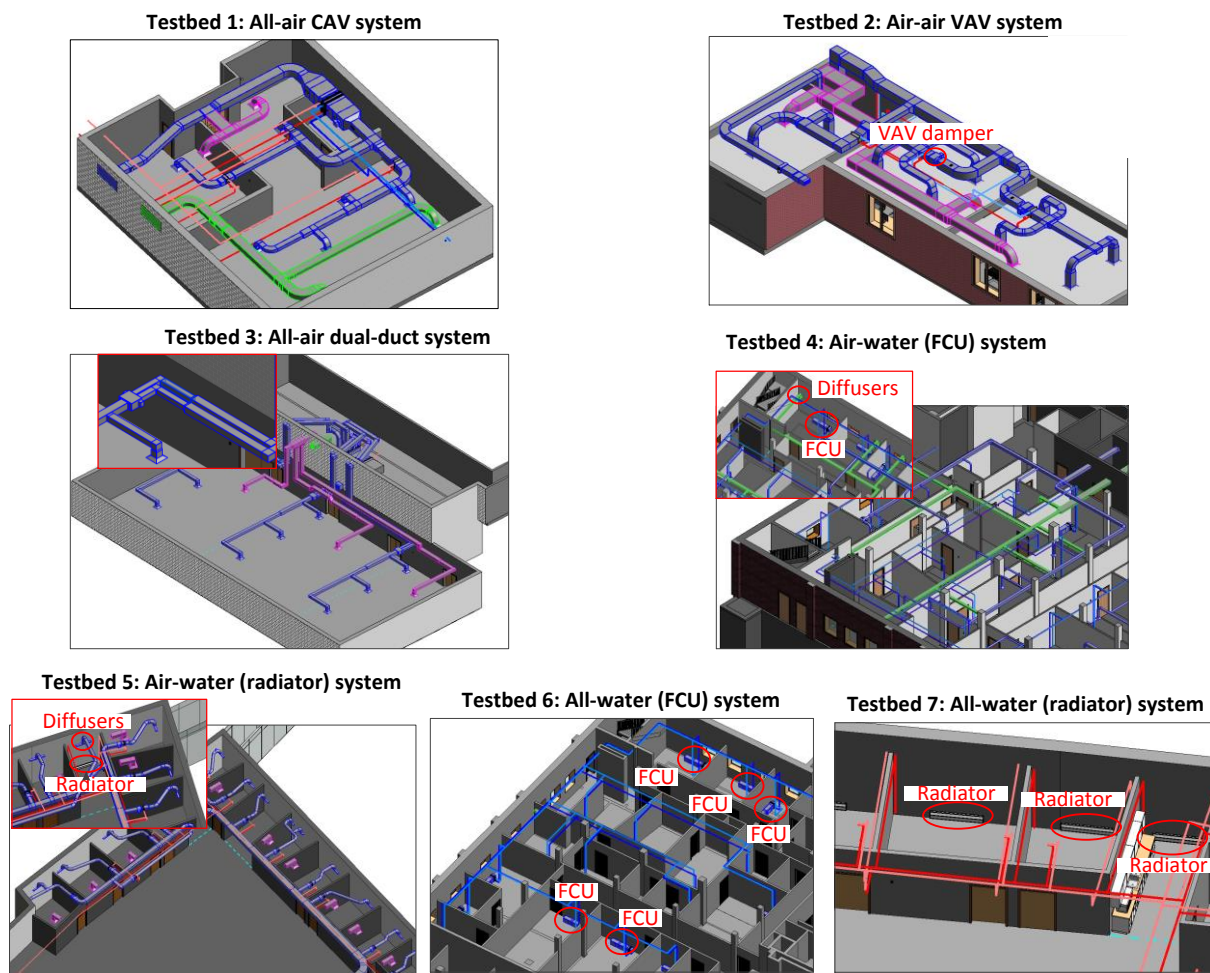 Testbed 1: All-air CAV system
Testbed 2: Air-air VAV system
VAV damper
Testbed 3: All-air dual-duct system
Testbed 4: Air-water (FCU) system
Diffusers
FCU
Testbed 5: Air-water (radiator) system
Diffusers
Radiator
Testbed 6: All-water (FCU) system
FCU
FCU
FCU
FCU
FCU
Testbed 7: All-water (radiator) system
Radiator
Radiator
Radiator